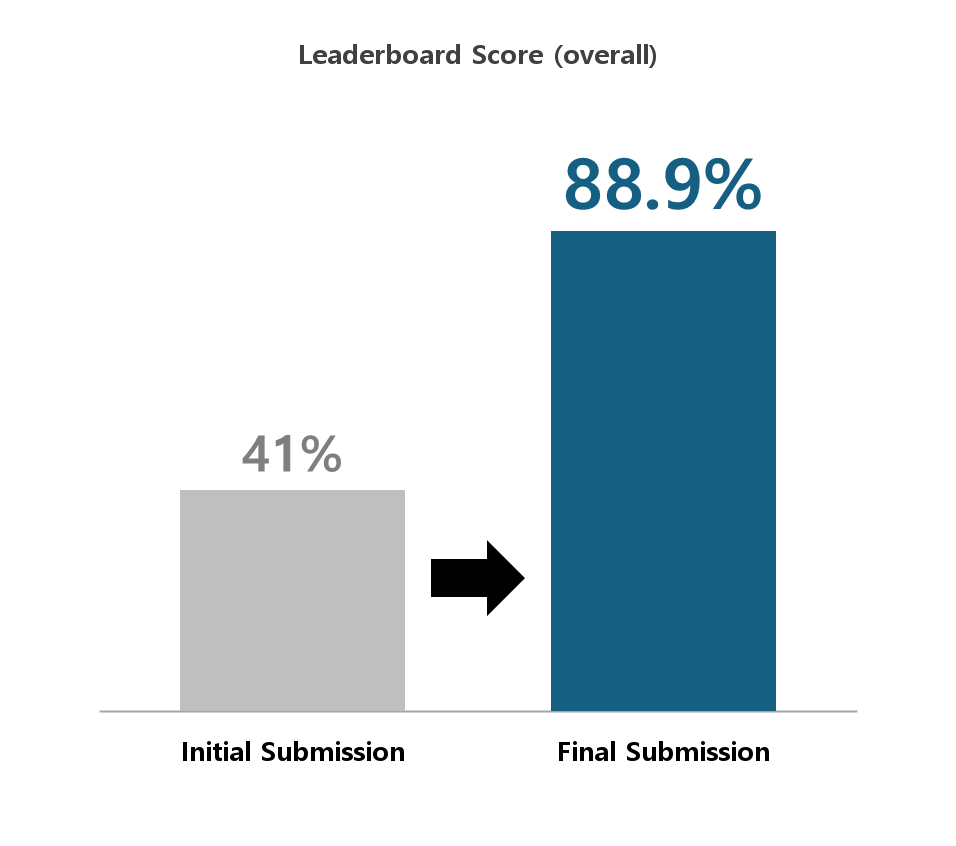 Leaderboard Score (overall)
88.9%
41%
Initial Submission
Final Submission